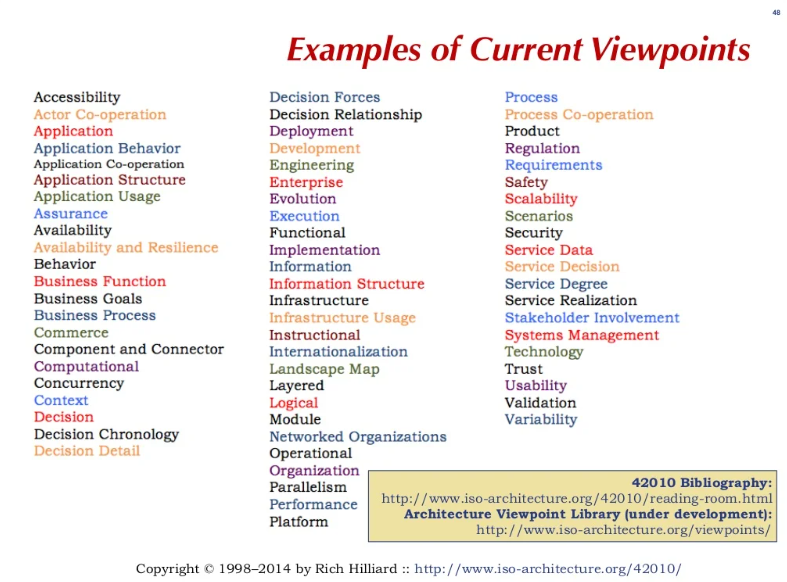 48
Examples of Current Viewpoints
Accessibility
Actor Co-operation
Application
Application Behavior
Application Co-operation
Application Structure
Application Usage
Assurance
Availability
Availability and Resilience
Behavior
Business Function
Business Goals
Business Process
Commerce
Component and Connector
Computational
Concurrency
Context
Decision
Decision Chronology
Decision Detail
Decision Forces
Decision Relationship
Deployment
Development
Engineering
Enterprise
Evolution
Execution
Functional
Implementation
Information
Information Structure
Infrastructure
Infrastructure Usage
Instructional
Internationalization
Landscape Map
Layered
Logical
Module
Networked Organizations
Operational
Organization
Parallelism
Performance
Platform
Process
Process Co-operation
Product
Regulation
Requirements
Safety
Scalability
Scenarios
Security
Service Data
Service Decision
Service Degree
Service Realization
Stakeholder Involvement
Systems Management
Technology
Trust
Usability
Validation
Variability
42010 Bibliography:
http://www.iso-architecture.org/42010/reading-room.html
Architecture Viewpoint Library (under development):
http://www.iso-architecture.org/viewpoints/
Copyright © 1998–2014 by Rich Hilliard :: http://www.iso-architecture.org/42010/